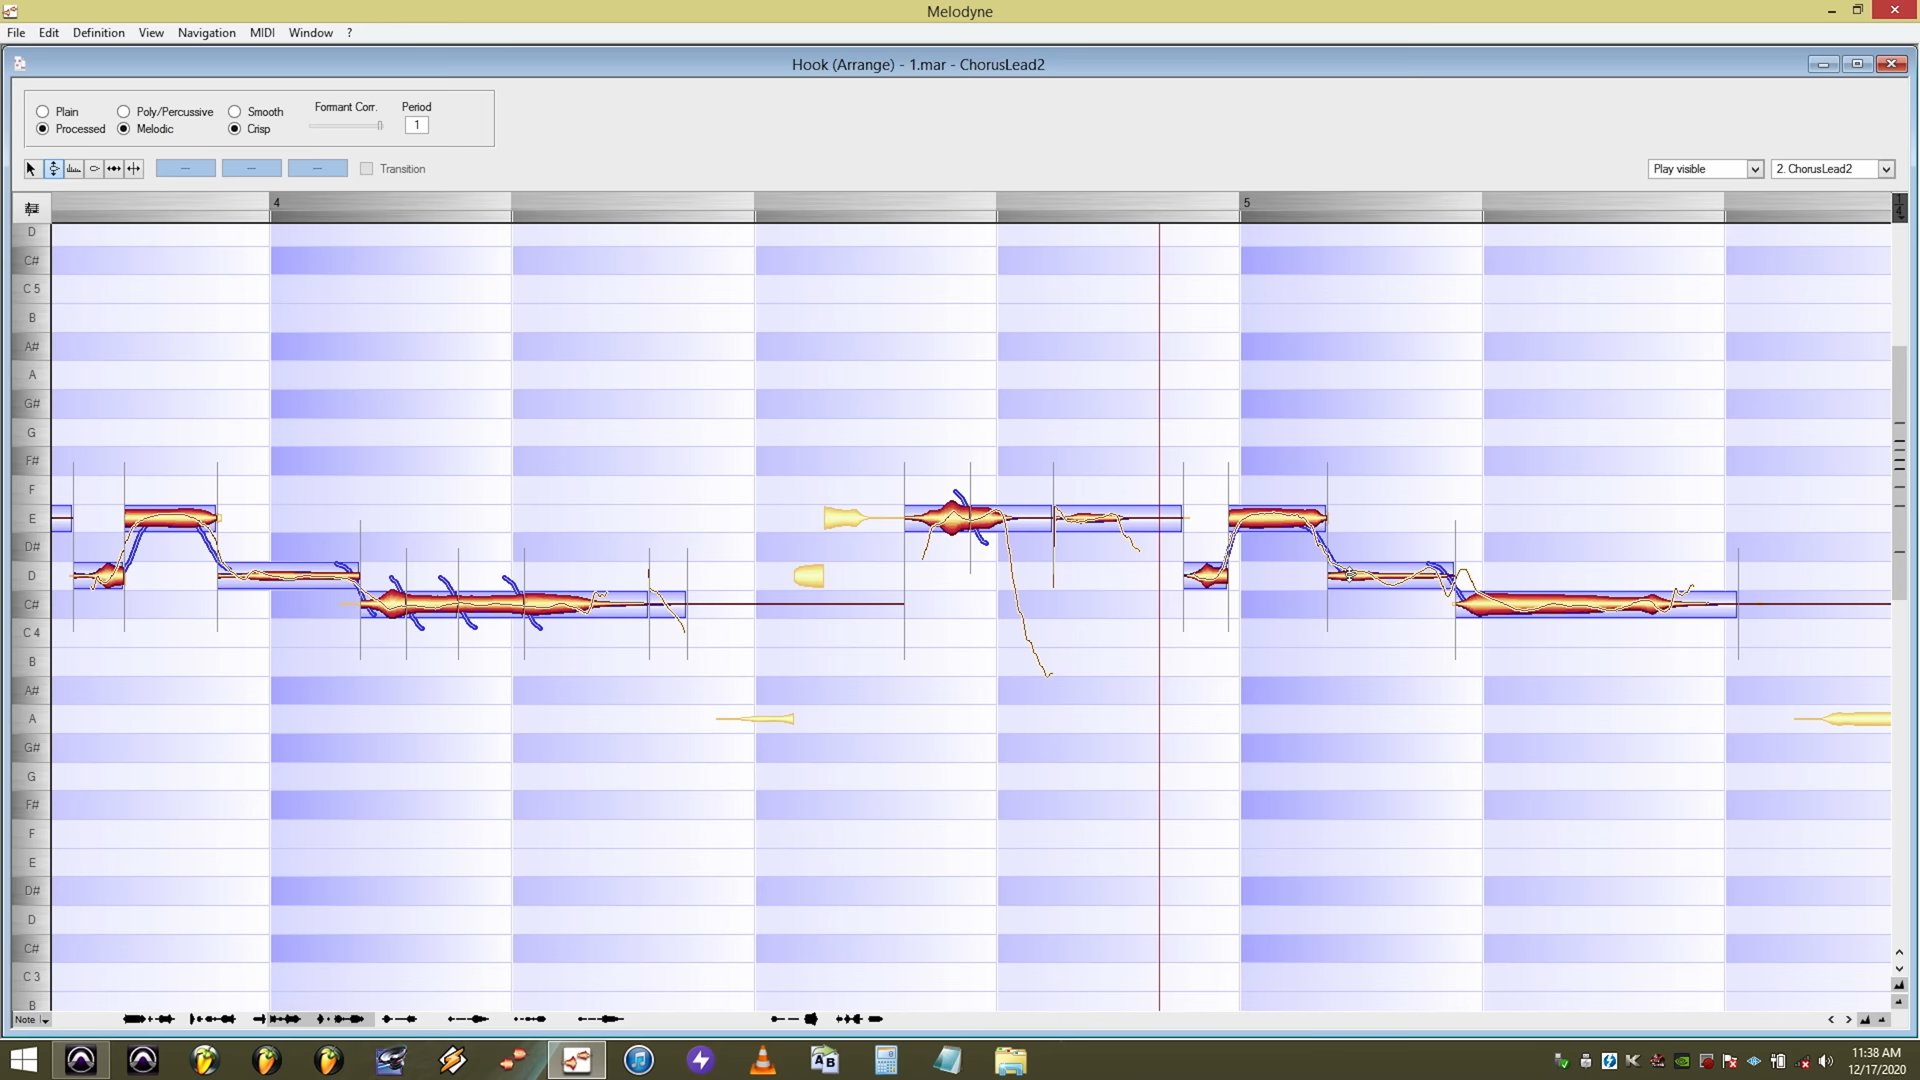 Melodyne
File Edit Definition View Navigation MIDI Window ?
Hook (Arrange) - 1.mar - ChorusLead2
Plain Poly/Percussive Smooth Formant Corr. Period
Processed Melodic Crisp 1
Transition Play visible 2. ChorusLead2
4 5
D
C#
C 5
B
A#
A
G#
G
F#
F
E
D#
D
C#
C 4
B
A#
A
G#
G
F#
F
E
D#
D
C#
C 3
B
Note
11:38 AM
12/17/2020